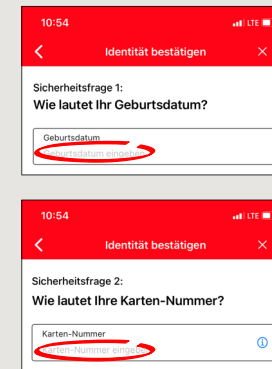 10:54 LTE
Identität bestätigen
Sicherheitsfrage 1:
Wie lautet Ihr Geburtsdatum?
Geburtsdatum
Geburtsdatum eingeben
10:54 LTE
Identität bestätigen
Sicherheitsfrage 2:
Wie lautet Ihre Karten-Nummer?
Karten-Nummer
Karten-Nummer eingeben